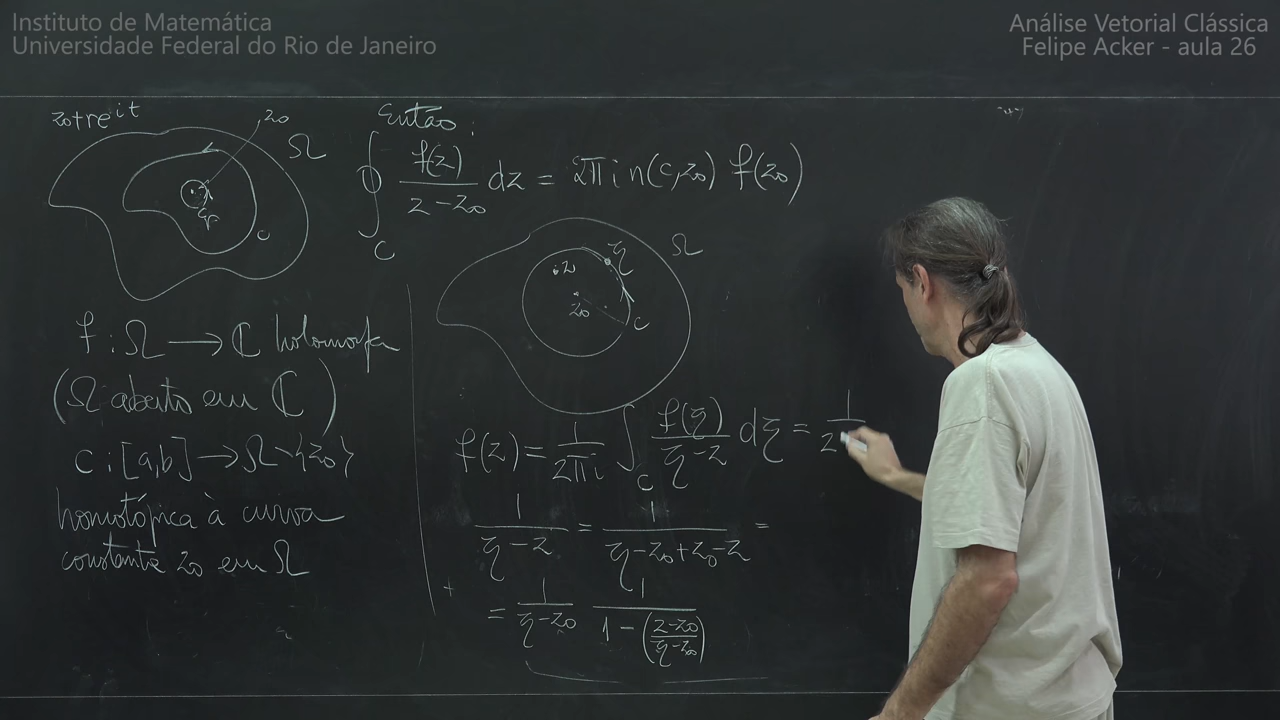 Instituto de Matemática
Universidade Federal do Rio de Janeiro
Análise Vetorial Clássica
Felipe Acker - aula 26
z0+re^it
z0
Ω
C
Então:
∮_C f(z)/(z-z0) dz = 2πi n(c,z0) f(z0)
f: Ω → ℂ holomorfa
(Ω aberto em ℂ)
c: [a,b] → Ω-{z0}
homotópica à curva
constante z0 em Ω
Ω
ξ
z
z0
C
f(z) = 1/(2πi) ∫_C f(ξ)/(ξ-z) dξ = 1/2
1/(ξ-z) = 1/(ξ-z0+z0-z) =
= 1/(ξ-z0) 1/(1-((z-z0)/(ξ-z0)))